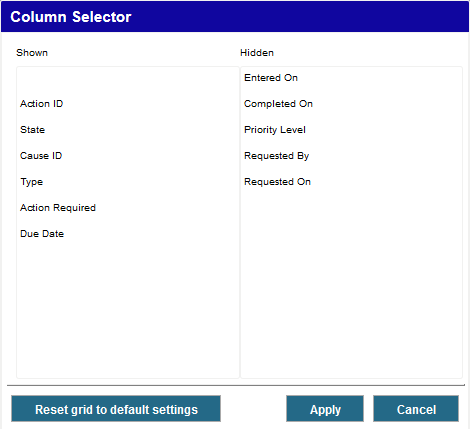 Column Selector
Shown
Hidden
Entered On
Action ID
Completed On
State
Priority Level
Cause ID
Requested By
Type
Requested On
Action Required
Due Date
Reset grid to default settings
Apply
Cancel